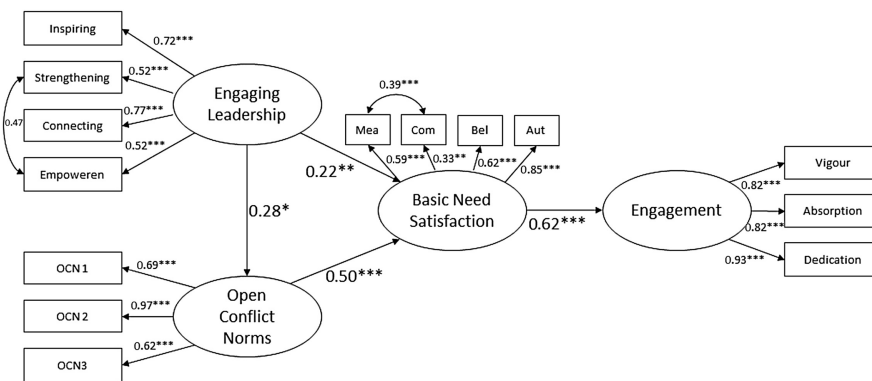 Inspiring
0.72***
Strengthening
0.52***
Connecting
0.77***
0.47
Empoweren
0.52***
Engaging
Leadership
0.39***
Mea
Com
Bel
Aut
0.59***
0.33**
0.62***
0.85***
0.22**
Basic Need
Satisfaction
0.28*
0.50***
0.62***
Engagement
Vigour
0.82***
Absorption
0.82***
Dedication
0.93***
OCN 1
0.69***
OCN 2
0.97***
OCN3
0.62***
Open
Conflict
Norms